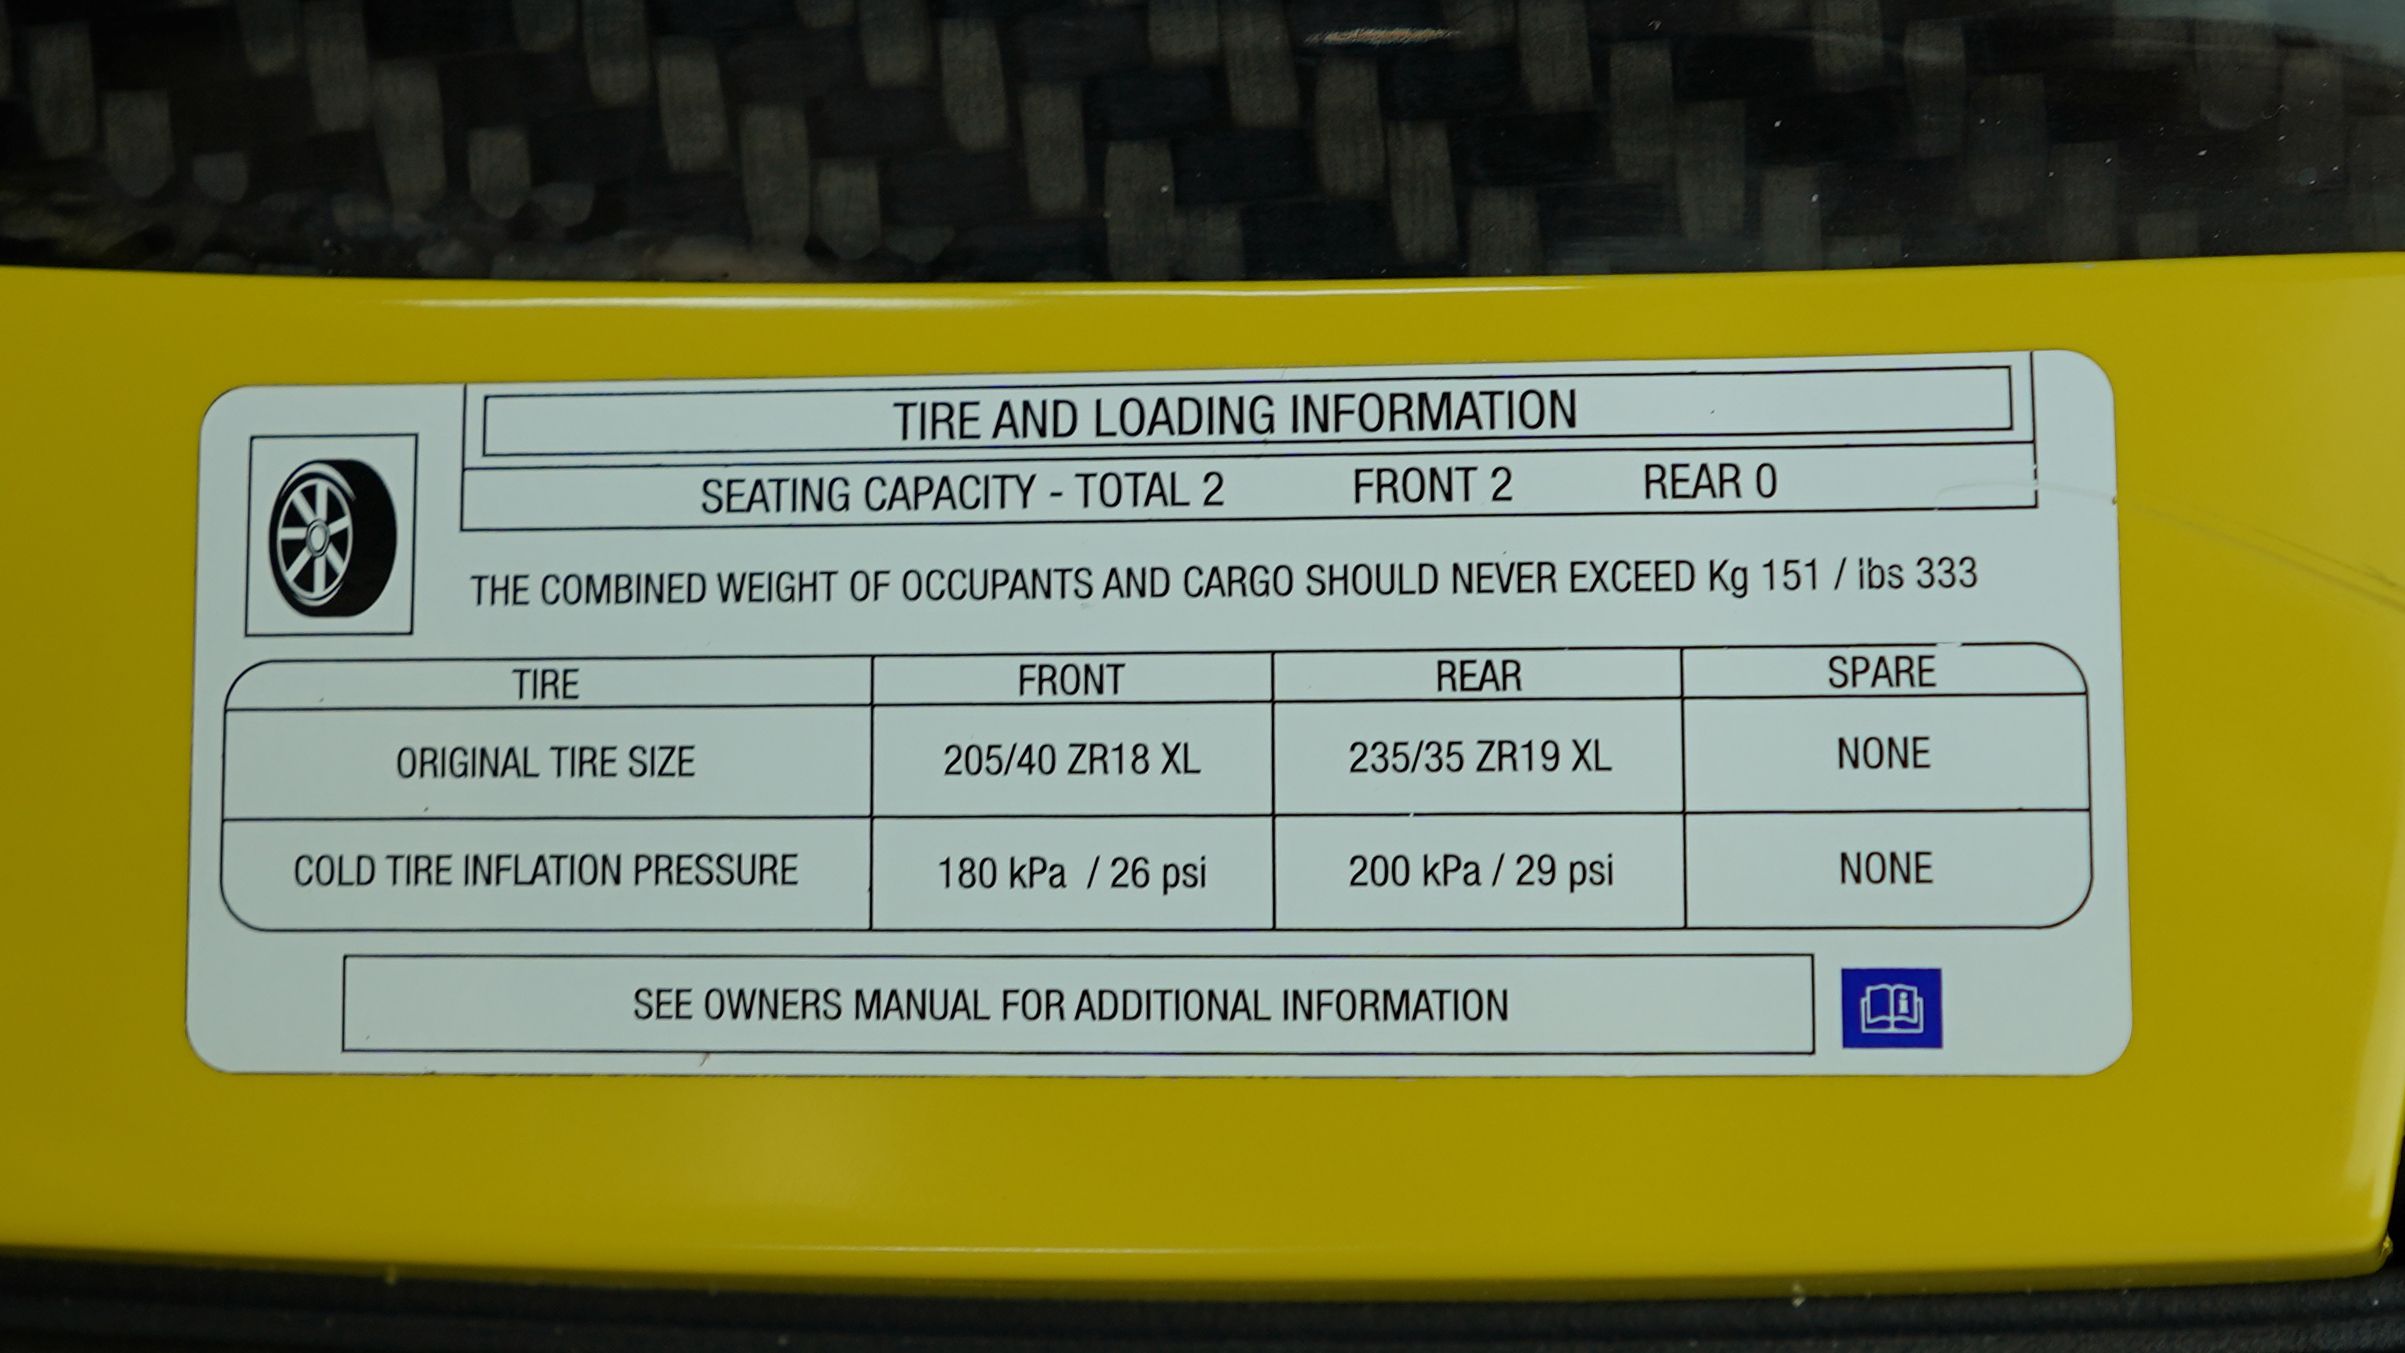 TIRE AND LOADING INFORMATION
SEATING CAPACITY - TOTAL 2 FRONT 2 REAR 0
THE COMBINED WEIGHT OF OCCUPANTS AND CARGO SHOULD NEVER EXCEED Kg 151 / lbs 333
TIRE FRONT REAR SPARE
ORIGINAL TIRE SIZE 205/40 ZR18 XL 235/35 ZR19 XL NONE
COLD TIRE INFLATION PRESSURE 180 kPa / 26 psi 200 kPa / 29 psi NONE
SEE OWNERS MANUAL FOR ADDITIONAL INFORMATION